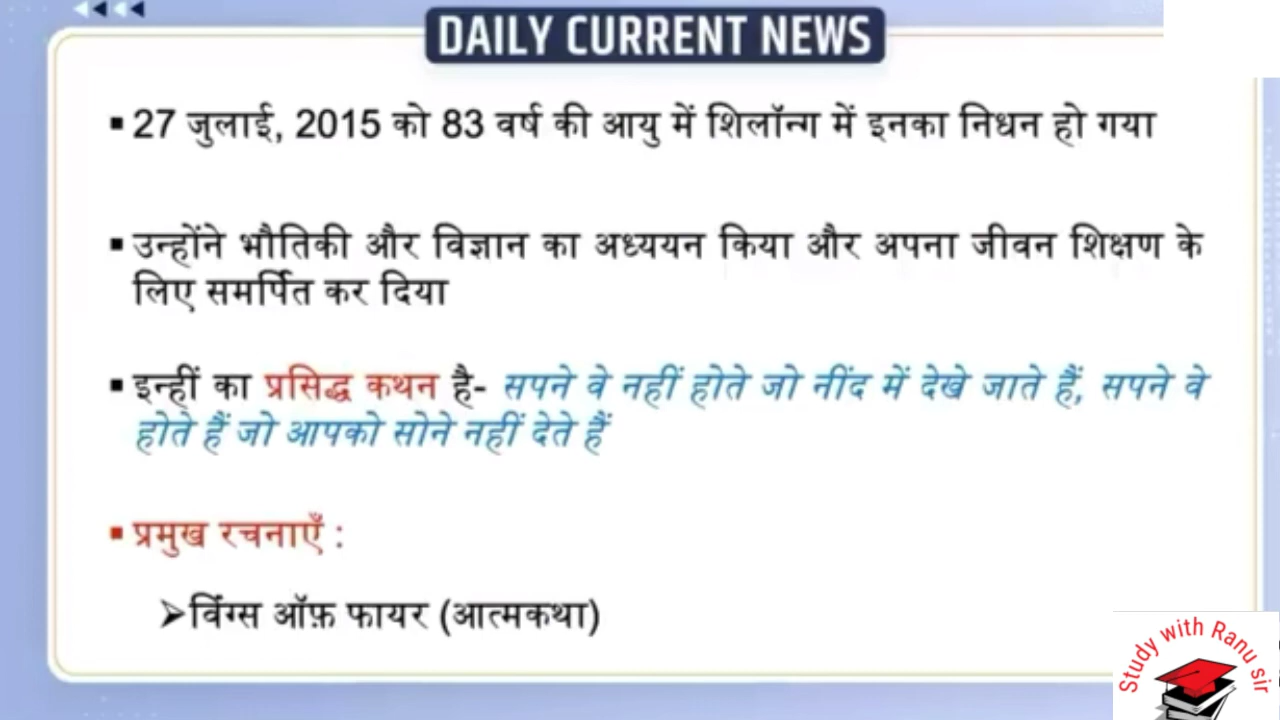 DAILY CURRENT NEWS
▪ 27 जुलाई, 2015 को 83 वर्ष की आयु में शिलॉन्ग में इनका निधन हो गया
▪ उन्होंने भौतिकी और विज्ञान का अध्ययन किया और अपना जीवन शिक्षण के
लिए समर्पित कर दिया
▪ इन्हीं का प्रसिद्ध कथन है- सपने वे नहीं होते जो नींद में देखे जाते हैं, सपने वे
होते हैं जो आपको सोने नहीं देते हैं
▪ प्रमुख रचनाएँ :
➢विंग्स ऑफ़ फायर (आत्मकथा)
Study with Ranu sir